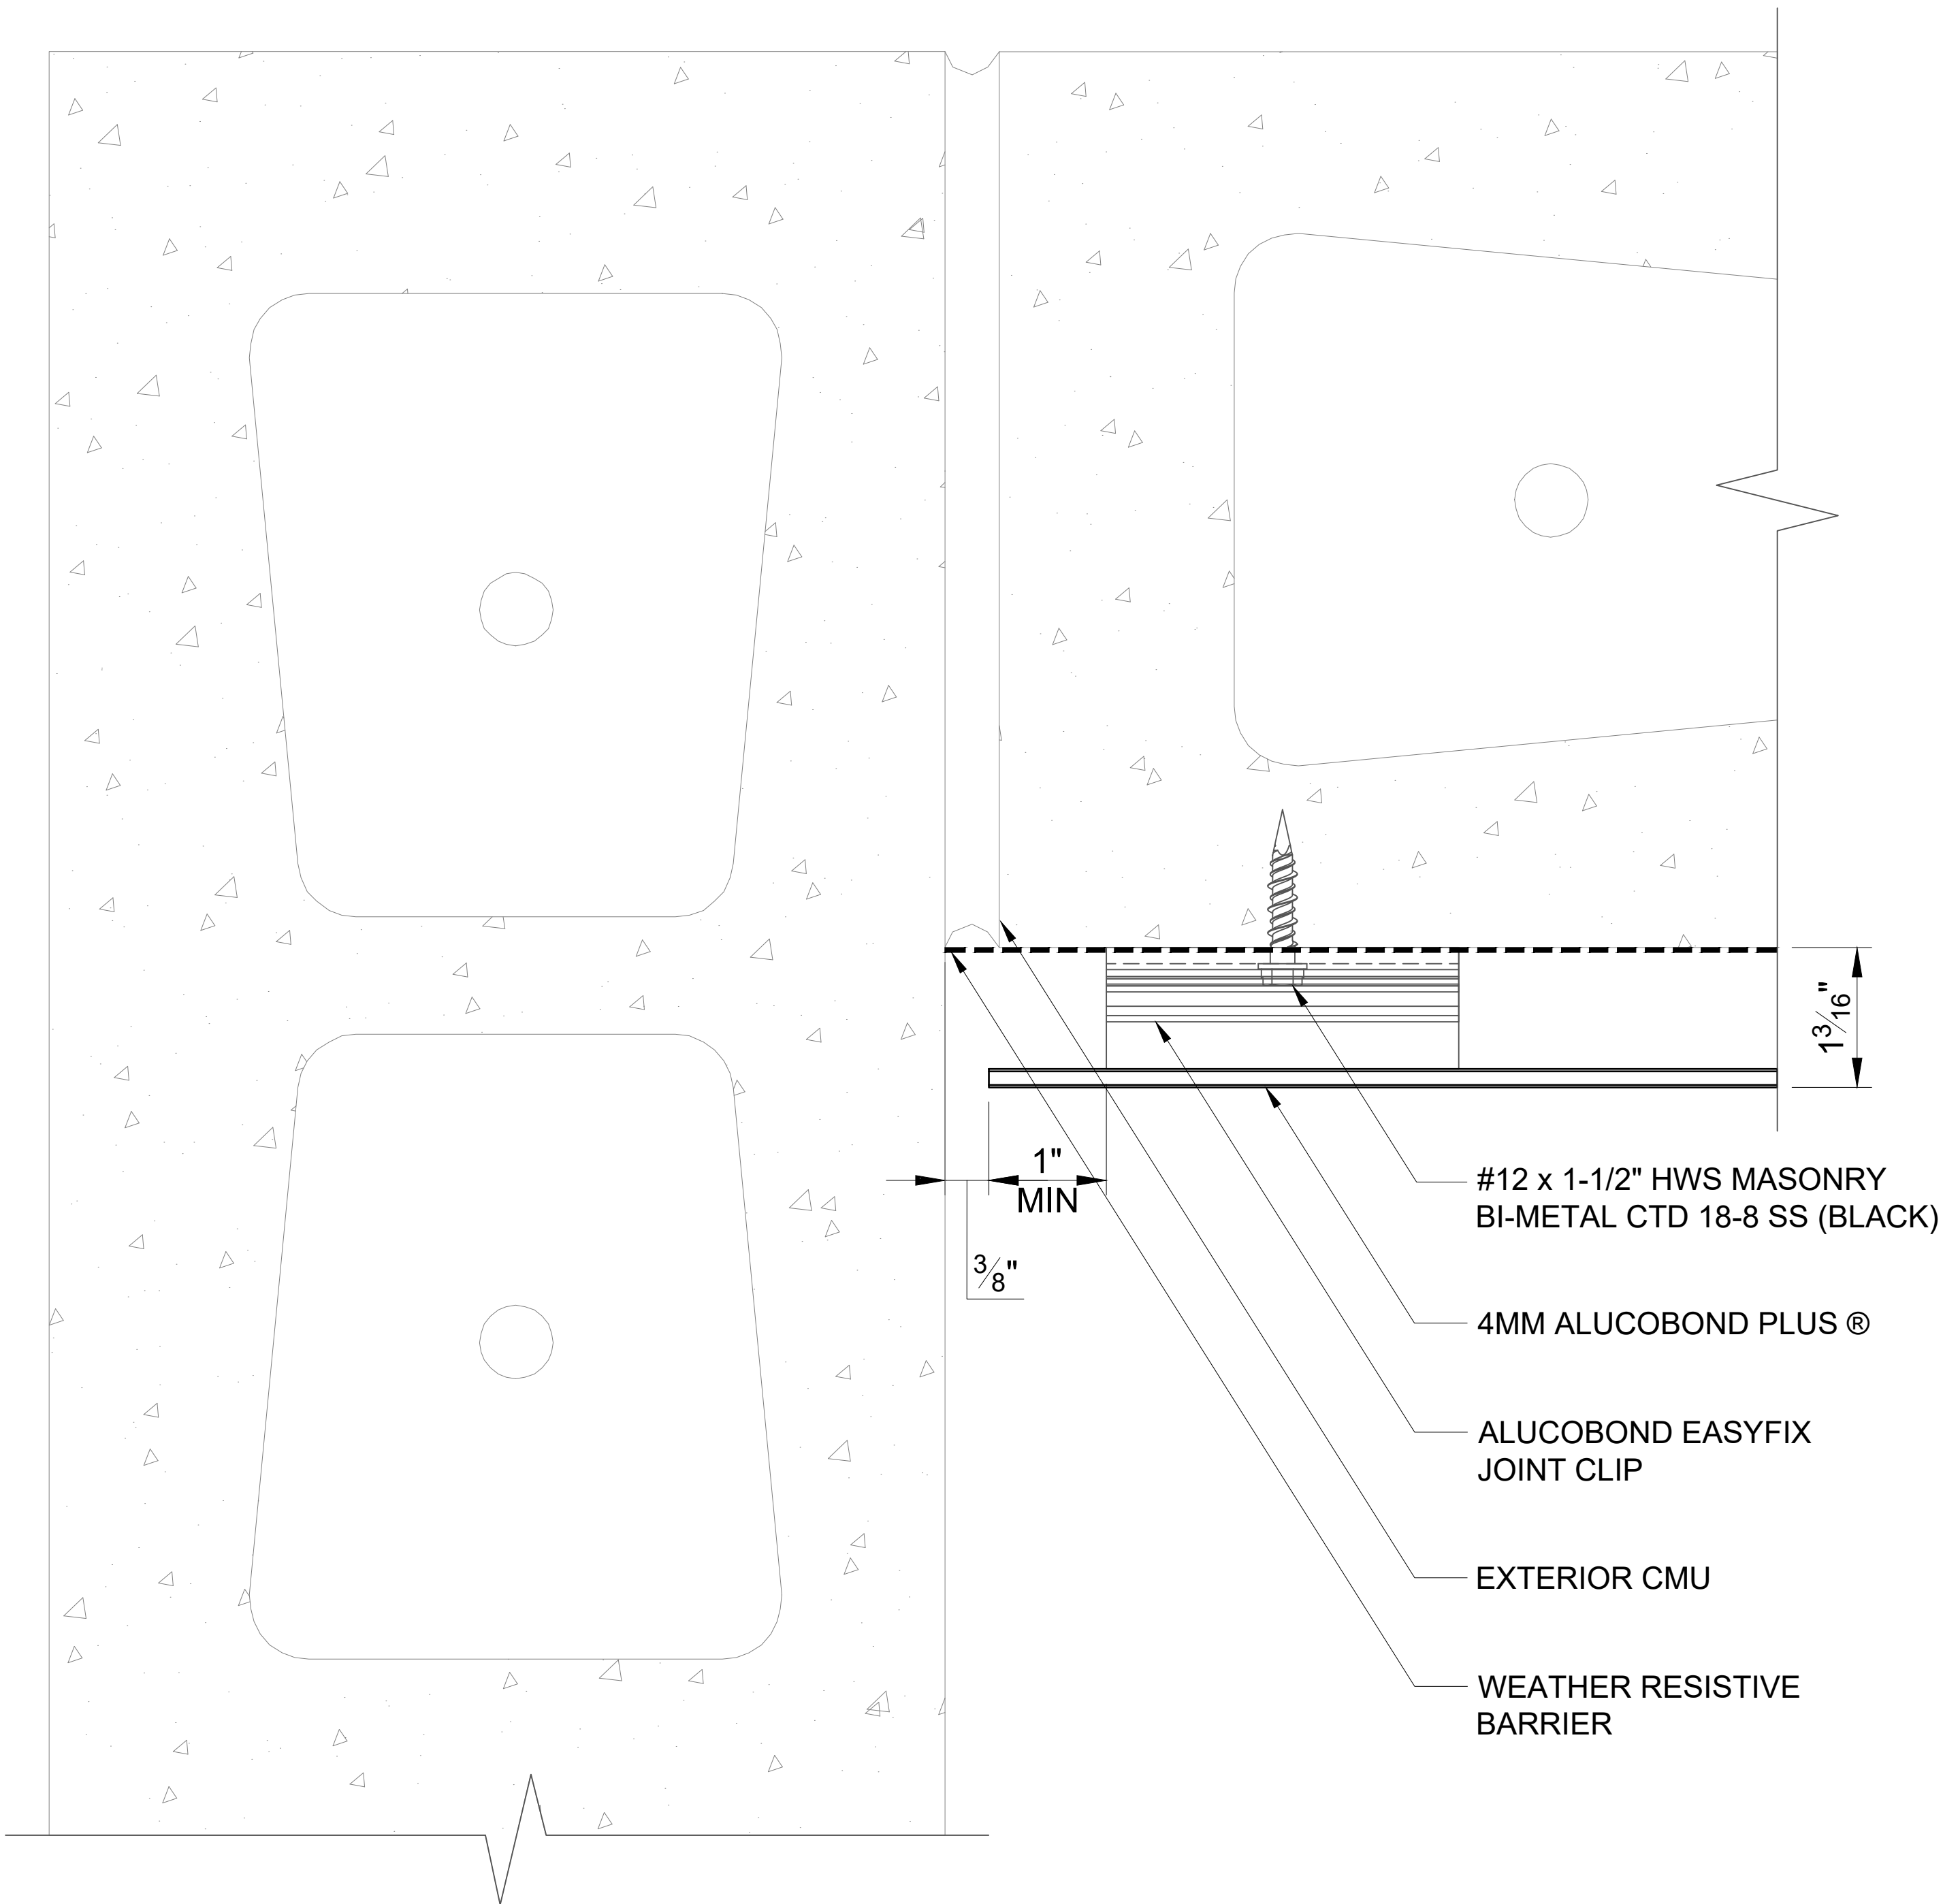 1 3/16"
1"
MIN
3/8"
#12 x 1-1/2" HWS MASONRY
BI-METAL CTD 18-8 SS (BLACK)
4MM ALUCOBOND PLUS ®
ALUCOBOND EASYFIX
JOINT CLIP
EXTERIOR CMU
WEATHER RESISTIVE
BARRIER